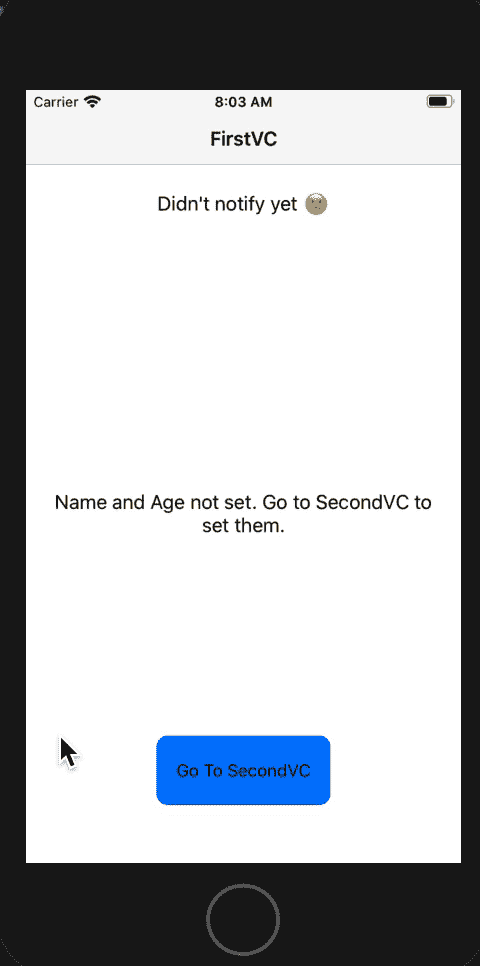 Carrier
8:03 AM
FirstVC
Didn't notify yet
Name and Age not set. Go to SecondVC to
set them.
Go To SecondVC